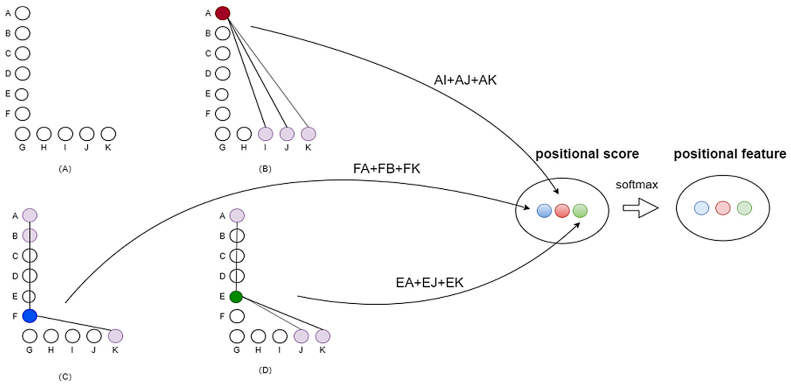 A
B
C
D
E
F
G H I J K
(A)
A
B
C
D
E
F
G H I J K
(B)
AI+AJ+AK
FA+FB+FK
EA+EJ+EK
positional score
softmax
positional feature
A
B
C
D
E
F
G H I J K
(C)
A
B
C
D
E
F
G H I J K
(D)